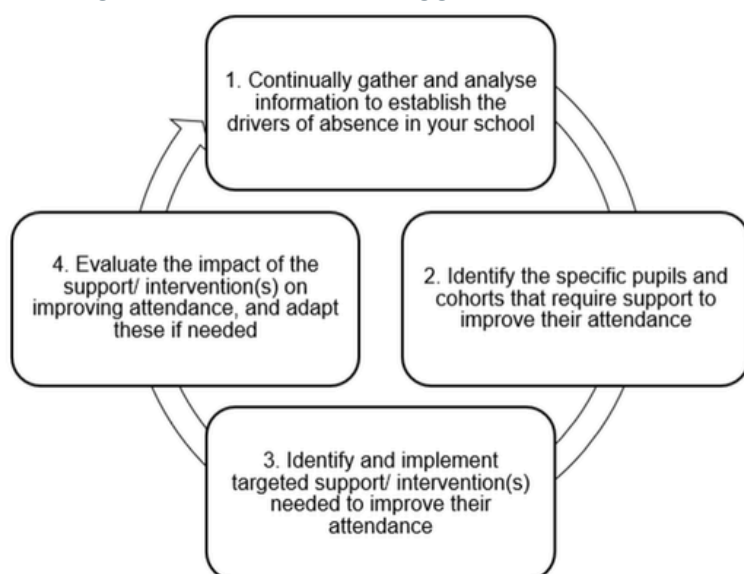 1. Continually gather and analyse
information to establish the
drivers of absence in your school
2. Identify the specific pupils and
cohorts that require support to
improve their attendance
3. Identify and implement
targeted support/ intervention(s)
needed to improve their
attendance
4. Evaluate the impact of the
support/ intervention(s) on
improving attendance, and adapt
these if needed